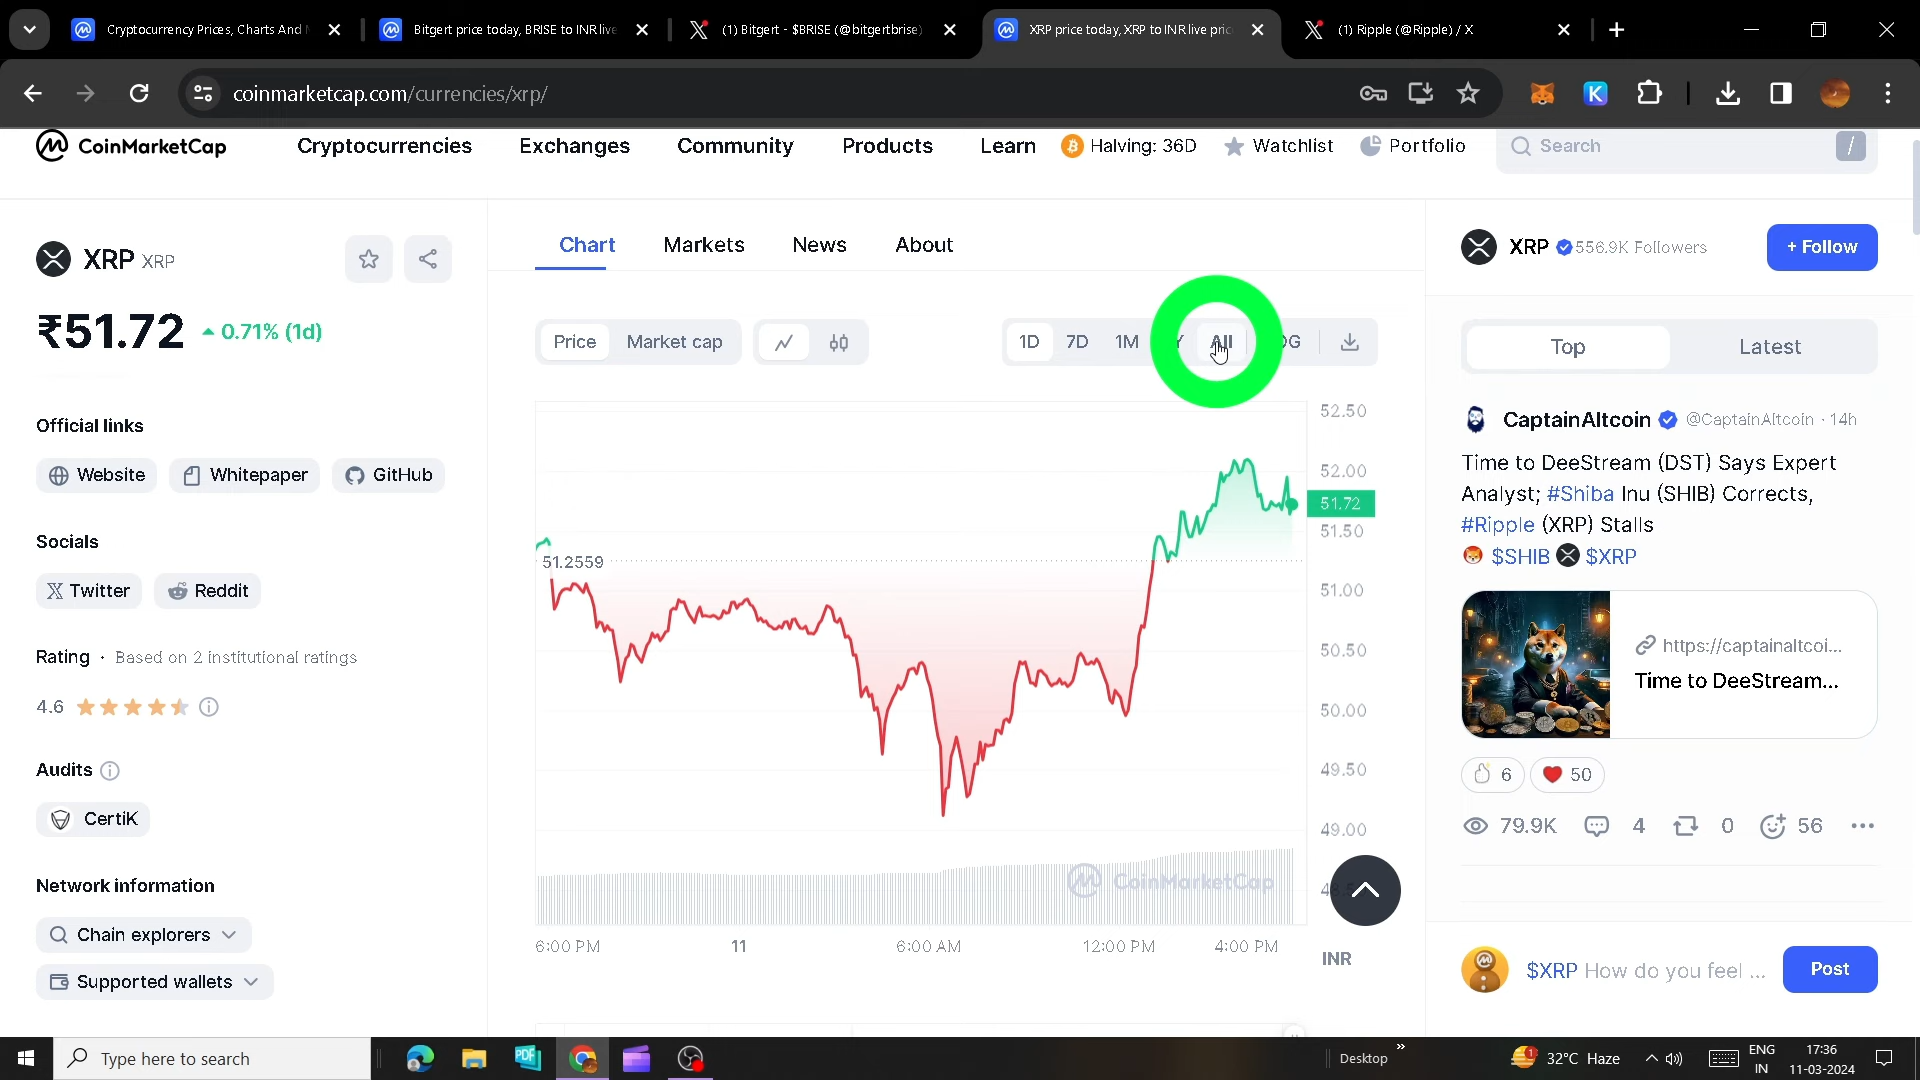 Cryptocurrency Prices, Charts And
Bitgert price today, BRISE to INR live
(1) Bitgert - $BRISE (@bitgertbrise)
XRP price today, XRP to INR live pric
(1) Ripple (@Ripple) / X
coinmarketcap.com/currencies/xrp/
CoinMarketCap
Cryptocurrencies
Exchanges
Community
Products
Learn
Halving: 36D
Watchlist
Portfolio
Search
/
XRP XRP
₹51.72
0.71% (1d)
Official links
Website
Whitepaper
GitHub
Socials
Twitter
Reddit
Rating · Based on 2 institutional ratings
4.6
Audits
CertiK
Network information
Chain explorers
Supported wallets
Chart
Markets
News
About
Price
Market cap
1D
7D
1M
All
52.50
52.00
51.72
51.50
51.2559
51.00
50.50
50.00
49.50
49.00
CoinMarketCap
6:00 PM
11
6:00 AM
12:00 PM
4:00 PM
INR
XRP
556.9K Followers
+ Follow
Top
Latest
CaptainAltcoin @CaptainAltcoin · 14h
Time to DeeStream (DST) Says Expert
Analyst; #Shiba Inu (SHIB) Corrects,
#Ripple (XRP) Stalls
$SHIB $XRP
https://captainaltcoi...
Time to DeeStream...
6
50
79.9K
4
0
56
$XRP How do you feel ...
Post
Type here to search
PDF
Desktop
1
32°C Haze
ENG
IN
17:36
11-03-2024